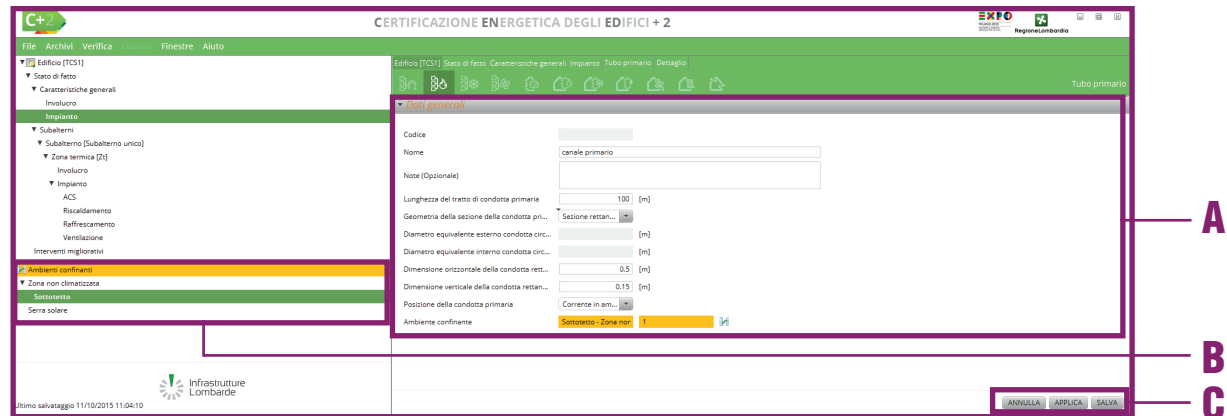 C+2
CERTIFICAZIONE ENERGETICA DEGLI EDIFICI + 2
EXPO
MILANO 2015
RegioneLombardia
File Archivi Verifica Opzioni Finestre Aiuto
Edificio [TCS1]
Stato di fatto
Caratteristiche generali
Involucro
Impianto
Subalterni
Subalterno [Subalterno unico]
Zona termica [Zt]
Involucro
Impianto
ACS
Riscaldamento
Raffrescamento
Ventilazione
Interventi migliorativi
Ambienti confinanti
Zona non climatizzata
Sottotetto
Serra solare
Infrastrutture
Lombarde
Ultimo salvataggio 11/10/2015 11:04:10
Edificio [TCS1] Stato di fatto Caratteristiche generali Impianto Tubo primario Dettaglio
Tubo primario
Dati generali
Codice
Nome canale primario
Note (Opzionale)
Lunghezza del tratto di condotta primaria 100 [m]
Geometria della sezione della condotta pri... Sezione rettan...
Diametro equivalente esterno condotta circ... [m]
Diametro equivalente interno condotta circ... [m]
Dimensione orizzontale della condotta rett... 0.5 [m]
Dimensione verticale della condotta rettan... 0.15 [m]
Posizione della condotta primaria Corrente in am...
Ambiente confinante Sottotetto - Zona nor 1
ANNULLA APPLICA SALVA
A
B
C